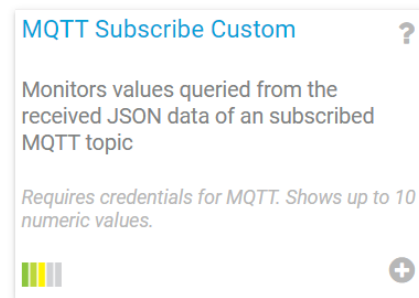 MQTT Subscribe Custom
?
Monitors values queried from the
received JSON data of an subscribed
MQTT topic
Requires credentials for MQTT. Shows up to 10
numeric values.